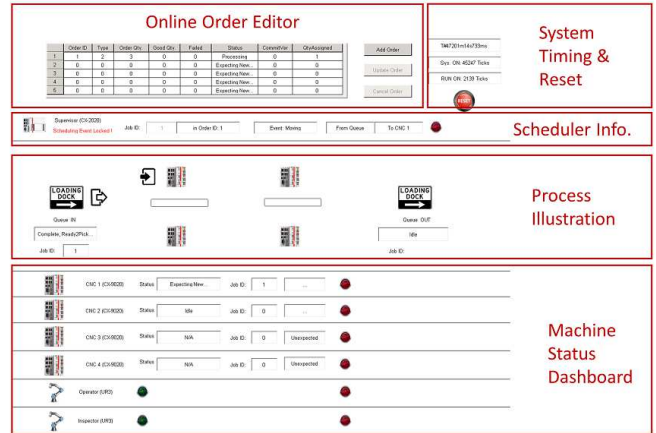 Online Order Editor
Order ID Type Order Qty Good Qty Failed Status CommitVar QtyAssigned
1 1 2 3 0 0 Processing 0 1
2 0 0 0 0 0 Expecting New... 0 0
3 0 0 0 0 0 Expecting New... 0 0
4 0 0 0 0 0 Expecting New... 0 0
5 0 0 0 0 0 Expecting New... 0 0
Add Order
Update Order
Cancel Order
T#47201m14s739ms
Sys. ON: 45247 Ticks
RUN ON: 2139 Ticks
RESET
System
Timing &
Reset
Supervisor (CX-2020)
Scheduling Event Locked!
Job ID: 1 in Order ID: 1 Event: Moving From Queue To CNC 1
Scheduler Info.
LOADING
DOCK
Queue IN
Complete, Ready2Pick...
Job ID: 1
LOADING
DOCK
Queue OUT
Idle
Job ID:
Process
Illustration
CNC 1 (CX-9020) Status Expecting New... Job ID: 1 ...
CNC 2 (CX-9020) Status Idle Job ID: 0 ...
CNC 3 (CX-9020) Status N/A Job ID: 0 Unexpected
CNC 4 (CX-9020) Status N/A Job ID: 0 Unexpected
Operator (UR3)
Inspector (UR3)
Machine
Status
Dashboard